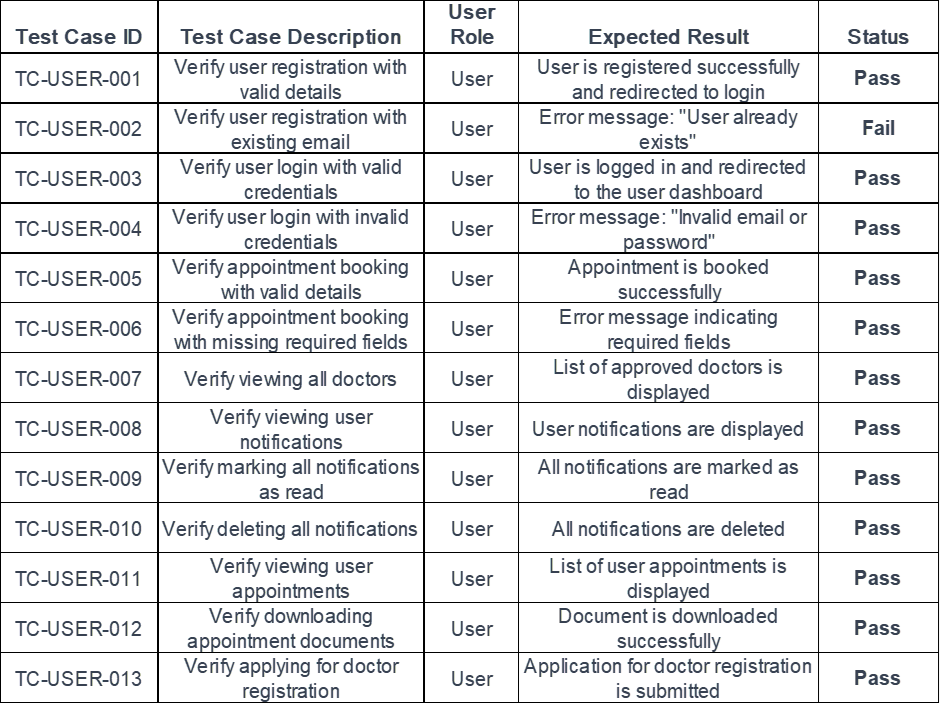 Test Case ID Test Case Description User Role Expected Result Status
TC-USER-001 Verify user registration with valid details User User is registered successfully and redirected to login Pass
TC-USER-002 Verify user registration with existing email User Error message: "User already exists" Fail
TC-USER-003 Verify user login with valid credentials User User is logged in and redirected to the user dashboard Pass
TC-USER-004 Verify user login with invalid credentials User Error message: "Invalid email or password" Pass
TC-USER-005 Verify appointment booking with valid details User Appointment is booked successfully Pass
TC-USER-006 Verify appointment booking with missing required fields User Error message indicating required fields Pass
TC-USER-007 Verify viewing all doctors User List of approved doctors is displayed Pass
TC-USER-008 Verify viewing user notifications User User notifications are displayed Pass
TC-USER-009 Verify marking all notifications as read User All notifications are marked as read Pass
TC-USER-010 Verify deleting all notifications User All notifications are deleted Pass
TC-USER-011 Verify viewing user appointments User List of user appointments is displayed Pass
TC-USER-012 Verify downloading appointment documents User Document is downloaded successfully Pass
TC-USER-013 Verify applying for doctor registration User Application for doctor registration is submitted Pass